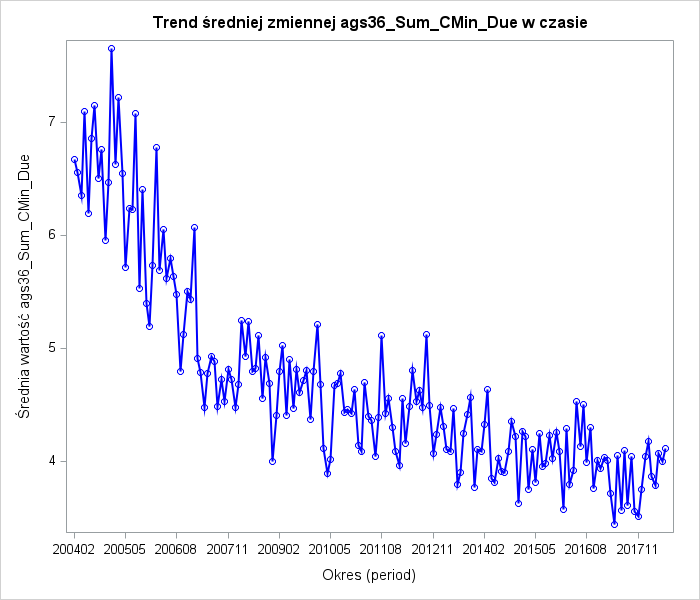 Trend średniej zmiennej ags36_Sum_CMin_Due w czasie
Średnia wartość ags36_Sum_CMin_Due
7
6
5
4
200402 200505 200608 200711 200902 201005 201108 201211 201402 201505 201608 201711
Okres (period)